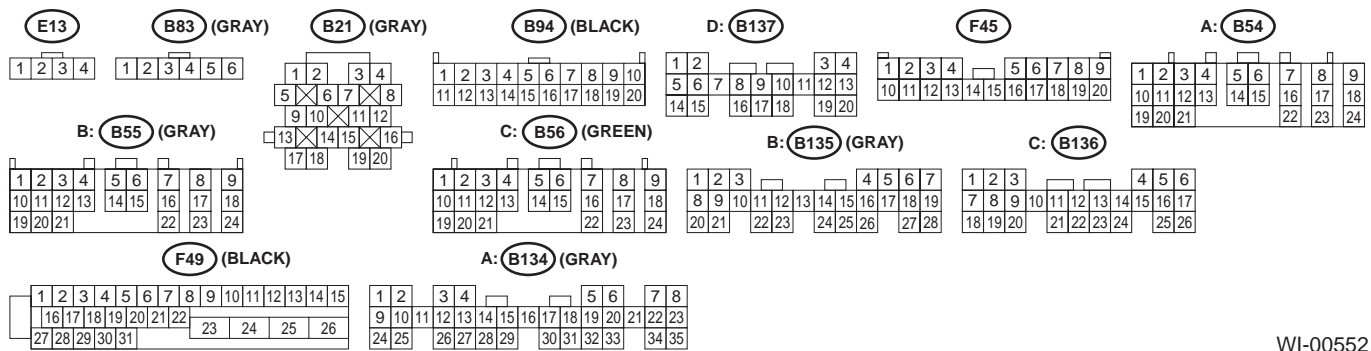 E13
B83 (GRAY)
B21 (GRAY)
B94 (BLACK)
D: B137
F45
A: B54
1 2 3 4
1 2 3 4 5 6
1 2 3 4
5 6 7 8
9 10 11 12
13 14 15 16
17 18 19 20
1 2 3 4 5 6 7 8 9 10
11 12 13 14 15 16 17 18 19 20
1 2 3 4
5 6 7 8 9 10 11 12 13
14 15 16 17 18 19 20
1 2 3 4 5 6 7 8 9
10 11 12 13 14 15 16 17 18 19 20
1 2 3 4 5 6 7 8 9
10 11 12 13 14 15 16 17 18
19 20 21 22 23 24
B: B55 (GRAY)
C: B56 (GREEN)
B: B135 (GRAY)
C: B136
1 2 3 4 5 6 7 8 9
10 11 12 13 14 15 16 17 18
19 20 21 22 23 24
1 2 3 4 5 6 7 8 9
10 11 12 13 14 15 16 17 18
19 20 21 22 23 24
1 2 3 4 5 6 7
8 9 10 11 12 13 14 15 16 17 18 19
20 21 22 23 24 25 26 27 28
1 2 3 4 5 6
7 8 9 10 11 12 13 14 15 16 17
18 19 20 21 22 23 24 25 26
F49 (BLACK)
A: B134 (GRAY)
1 2 3 4 5 6 7 8 9 10 11 12 13 14 15
16 17 18 19 20 21 22 23 24 25 26
27 28 29 30 31
1 2 3 4 5 6 7 8
9 10 11 12 13 14 15 16 17 18 19 20 21 22 23
24 25 26 27 28 29 30 31 32 33 34 35
WI-00552